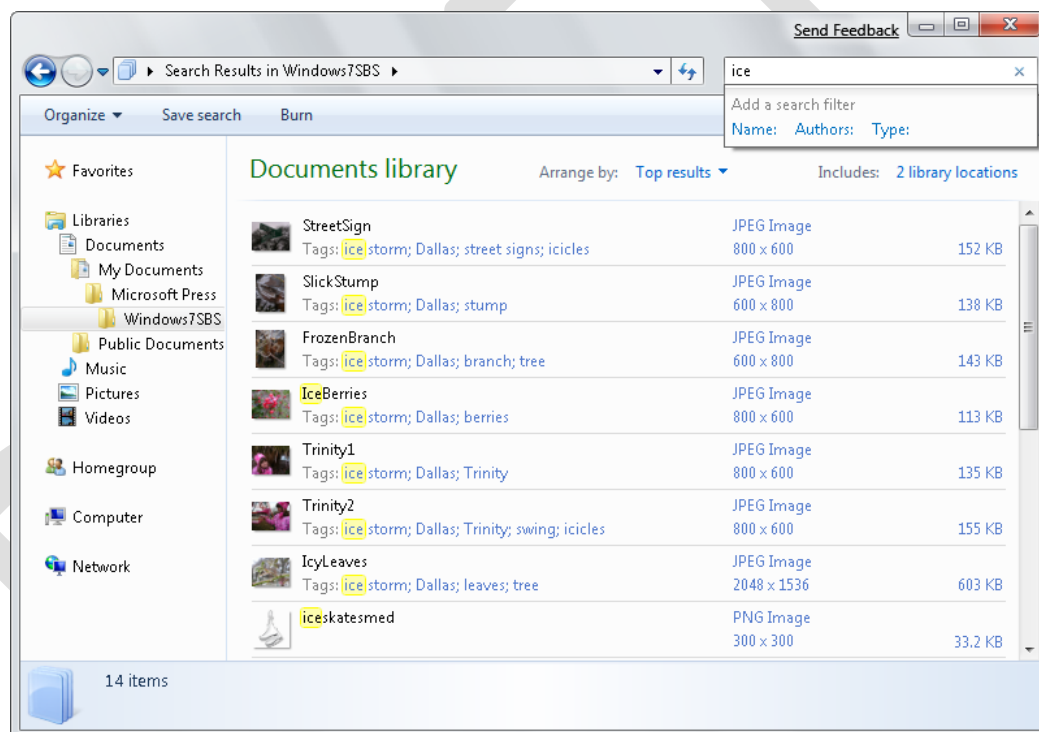 Send Feedback
Search Results in Windows7SBS
ice
Add a search filter
Name: Authors: Type:
Organize Save search Burn
Favorites
Libraries
Documents
My Documents
Microsoft Press
Windows7SBS
Public Documents
Music
Pictures
Videos
Homegroup
Computer
Network
Documents library Arrange by: Top results Includes: 2 library locations
StreetSign JPEG Image
Tags: ice storm; Dallas; street signs; icicles 800 x 600 152 KB
SlickStump JPEG Image
Tags: ice storm; Dallas; stump 600 x 800 138 KB
FrozenBranch JPEG Image
Tags: ice storm; Dallas; branch; tree 600 x 800 143 KB
IceBerries JPEG Image
Tags: ice storm; Dallas; berries 800 x 600 113 KB
Trinity1 JPEG Image
Tags: ice storm; Dallas; Trinity 800 x 600 135 KB
Trinity2 JPEG Image
Tags: ice storm; Dallas; Trinity; swing; icicles 800 x 600 155 KB
IcyLeaves JPEG Image
Tags: ice storm; Dallas; leaves; tree 2048 x 1536 603 KB
iceskatesmed PNG Image
300 x 300 33.2 KB
14 items